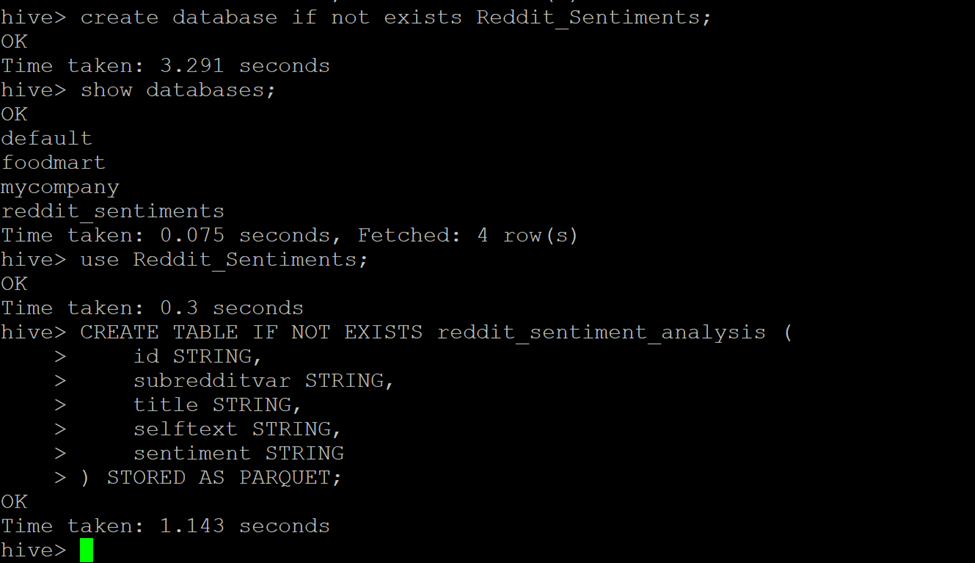 hive> create database if not exists Reddit_Sentiments;
OK
Time taken: 3.291 seconds
hive> show databases;
OK
default
foodmart
mycompany
reddit_sentiments
Time taken: 0.075 seconds, Fetched: 4 row(s)
hive> use Reddit_Sentiments;
OK
Time taken: 0.3 seconds
hive> CREATE TABLE IF NOT EXISTS reddit_sentiment_analysis (
    >     id STRING,
    >     subredditvar STRING,
    >     title STRING,
    >     selftext STRING,
    >     sentiment STRING
    > ) STORED AS PARQUET;
OK
Time taken: 1.143 seconds
hive>